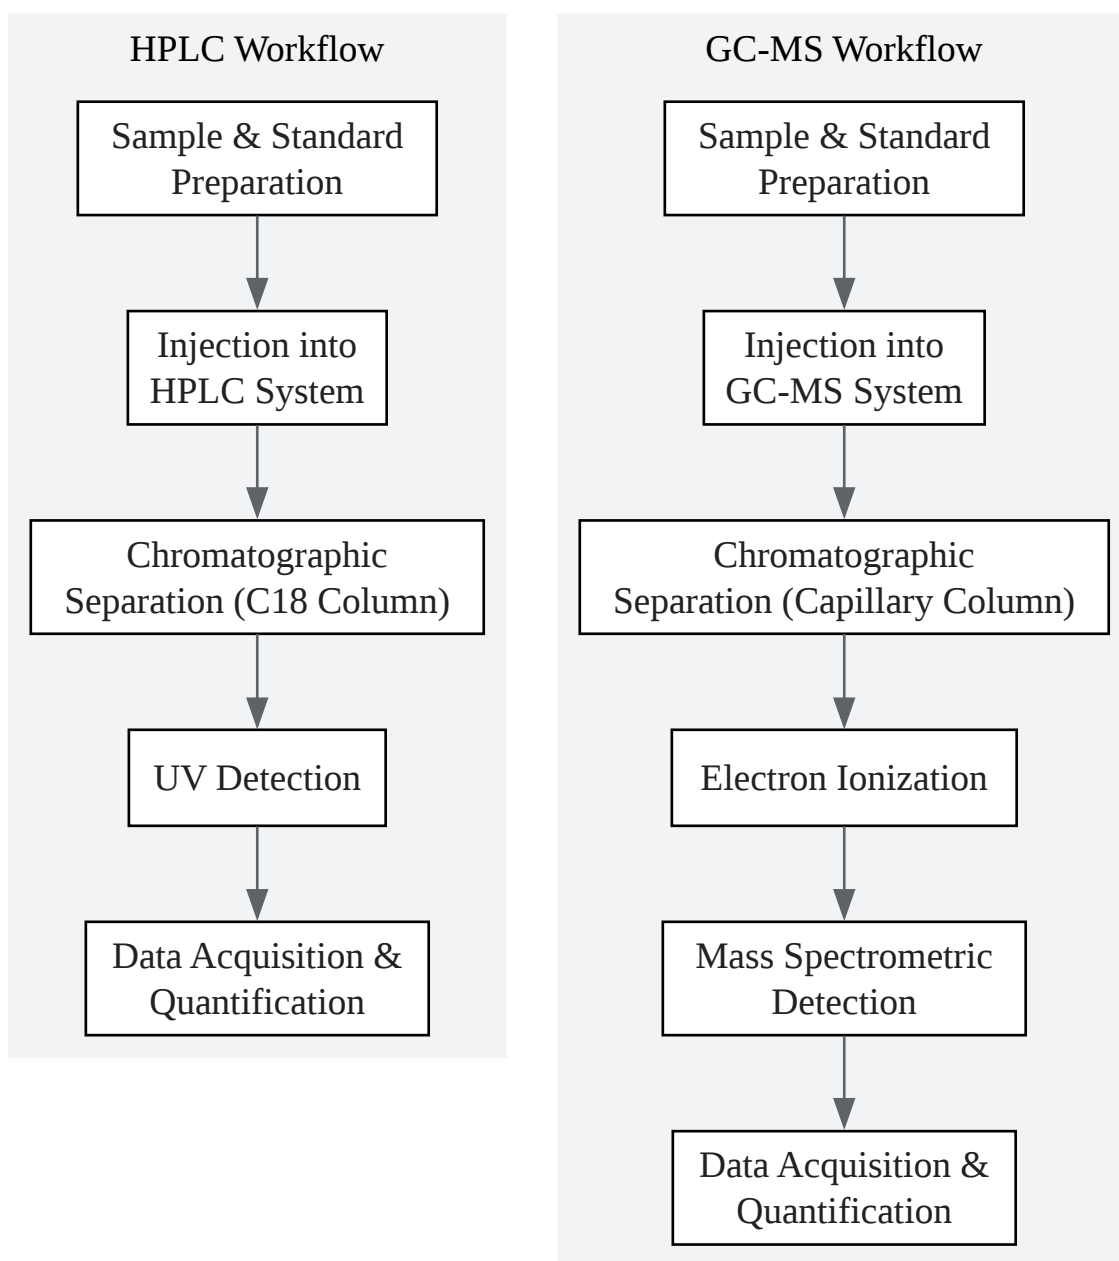 HPLC Workflow
Sample & Standard
Preparation
Injection into
HPLC System
Chromatographic
Separation (C18 Column)
UV Detection
Data Acquisition &
Quantification
GC-MS Workflow
Sample & Standard
Preparation
Injection into
GC-MS System
Chromatographic
Separation (Capillary Column)
Electron Ionization
Mass Spectrometric
Detection
Data Acquisition &
Quantification